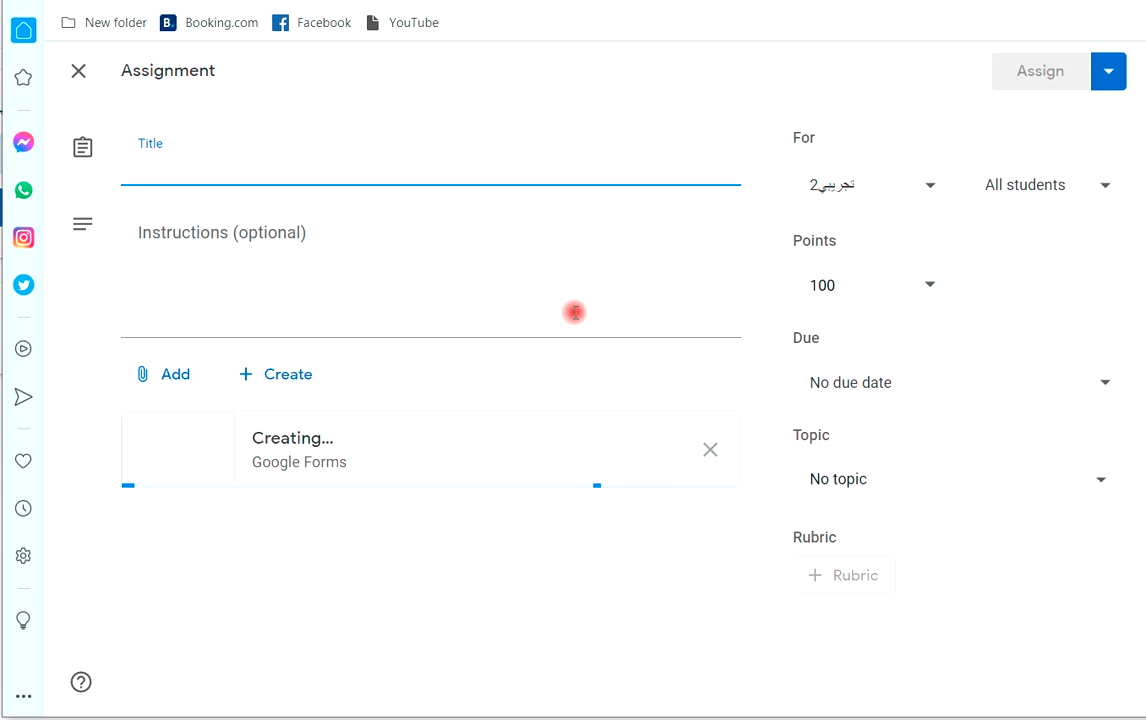 New folder B. Booking.com Facebook YouTube
Assignment
Assign
Title
Instructions (optional)
Add
Create
Creating...
Google Forms
For
تجريبي2
All students
Points
100
Due
No due date
Topic
No topic
Rubric
Rubric